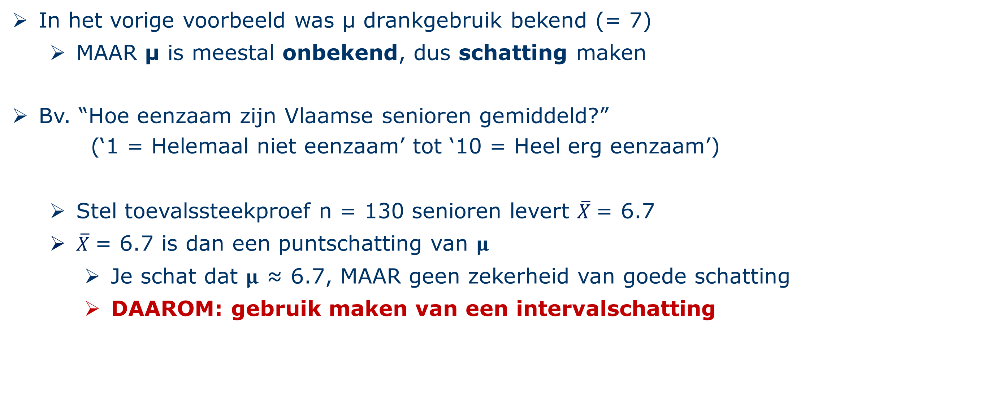 ➢ In het vorige voorbeeld was μ drankgebruik bekend (= 7)
➢ MAAR μ is meestal onbekend, dus schatting maken
➢ Bv. “Hoe eenzaam zijn Vlaamse senioren gemiddeld?”
(‘1 = Helemaal niet eenzaam’ tot ‘10 = Heel erg eenzaam’)
➢ Stel toevalssteekproef n = 130 senioren levert X̄ = 6.7
➢ X̄ = 6.7 is dan een puntschatting van μ
➢ Je schat dat μ ≈ 6.7, MAAR geen zekerheid van goede schatting
➢ DAAROM: gebruik maken van een intervalschatting